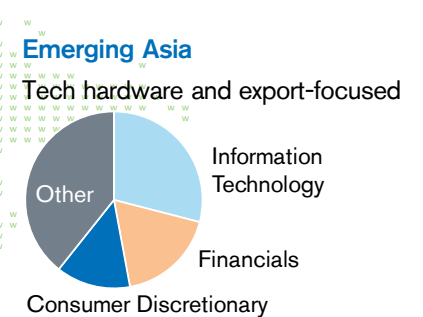 Emerging Asia
Tech hardware and export-focused
Information
Technology
Other
Financials
Consumer Discretionary